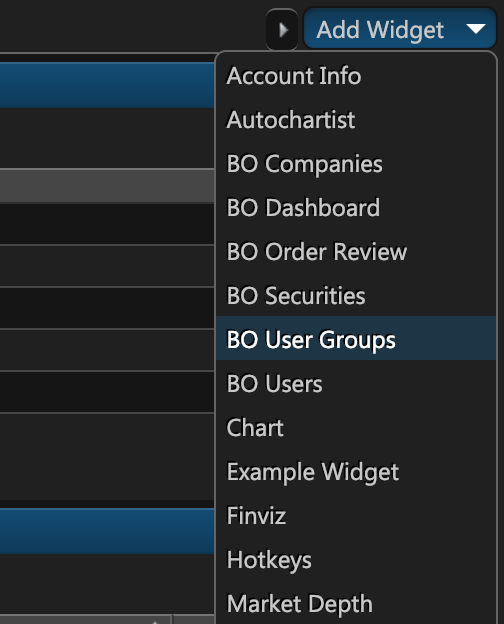 Add Widget
Account Info
Autochartist
BO Companies
BO Dashboard
BO Order Review
BO Securities
BO User Groups
BO Users
Chart
Example Widget
Finviz
Hotkeys
Market Depth